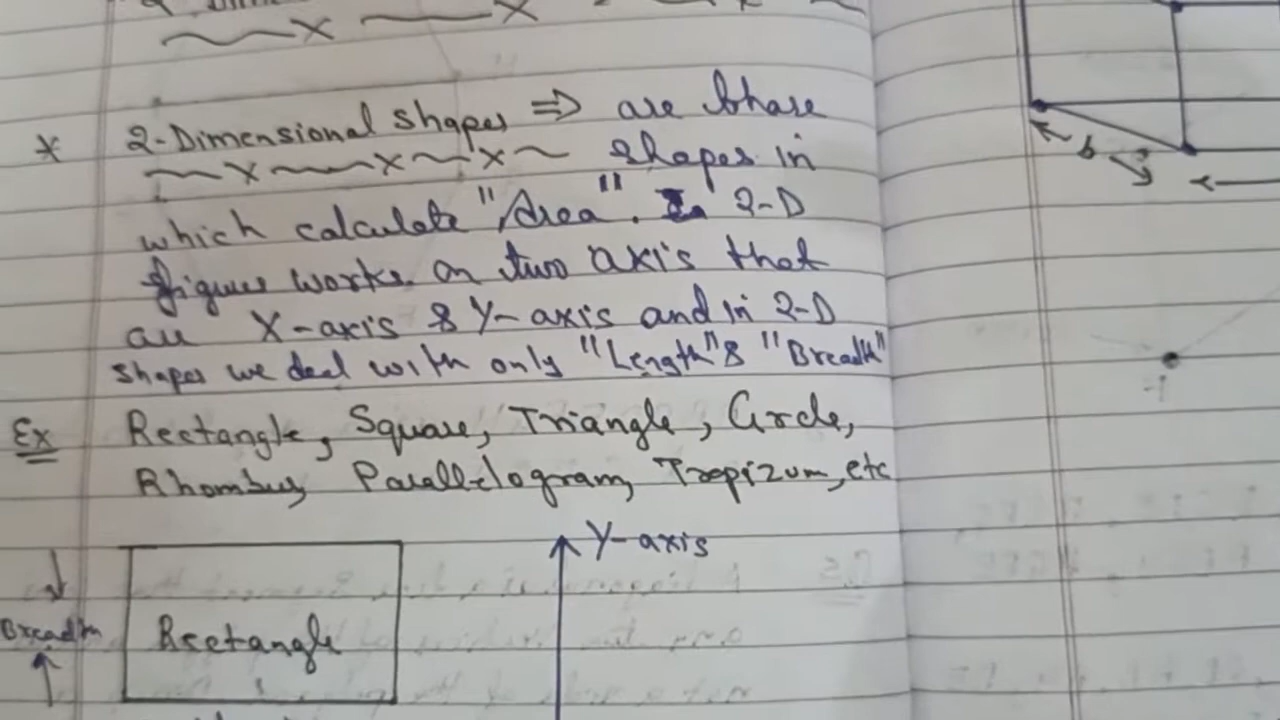 * 2-Dimensional shapes ⇒ are those
shapes in
which calculate "Area". 2-D
figure works on two axis that
are X-axis & Y-axis and in 2-D
shapes we deal with only "Length" & "Breadth"
Ex Rectangle, Square, Triangle, Circle,
Rhombus, Parallelogram, Trepizum, etc
Y-axis
Breadth
Rectangle
b